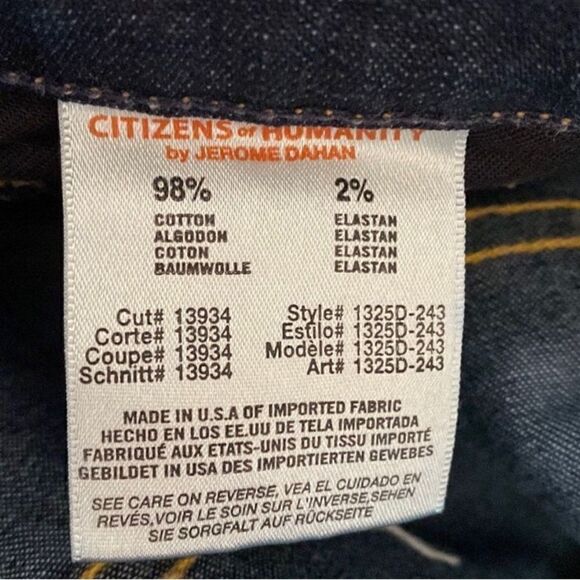 CITIZENS of HUMANITY
by JEROME DAHAN
98% 2%
COTTON ELASTAN
ALGODON ELASTAN
COTON ELASTAN
BAUMWOLLE ELASTAN
Cut# 13934 Style# 1325D-243
Corte# 13934 Estilo# 1325D-243
Coupe# 13934 Modèle# 1325D-243
Schnitt# 13934 Art# 1325D-243
MADE IN U.S.A OF IMPORTED FABRIC
HECHO EN LOS EE.UU DE TELA IMPORTADA
FABRIQUÉ AUX ETATS-UNIS DU TISSU IMPORTÉ
GEBILDET IN USA DES IMPORTIERTEN GEWEBES
SEE CARE ON REVERSE, VEA EL CUIDADO EN
REVÉS,VOIR LE SOIN SUR L'INVERSE,SEHEN
SIE SORGFALT AUF RÜCKSEITE